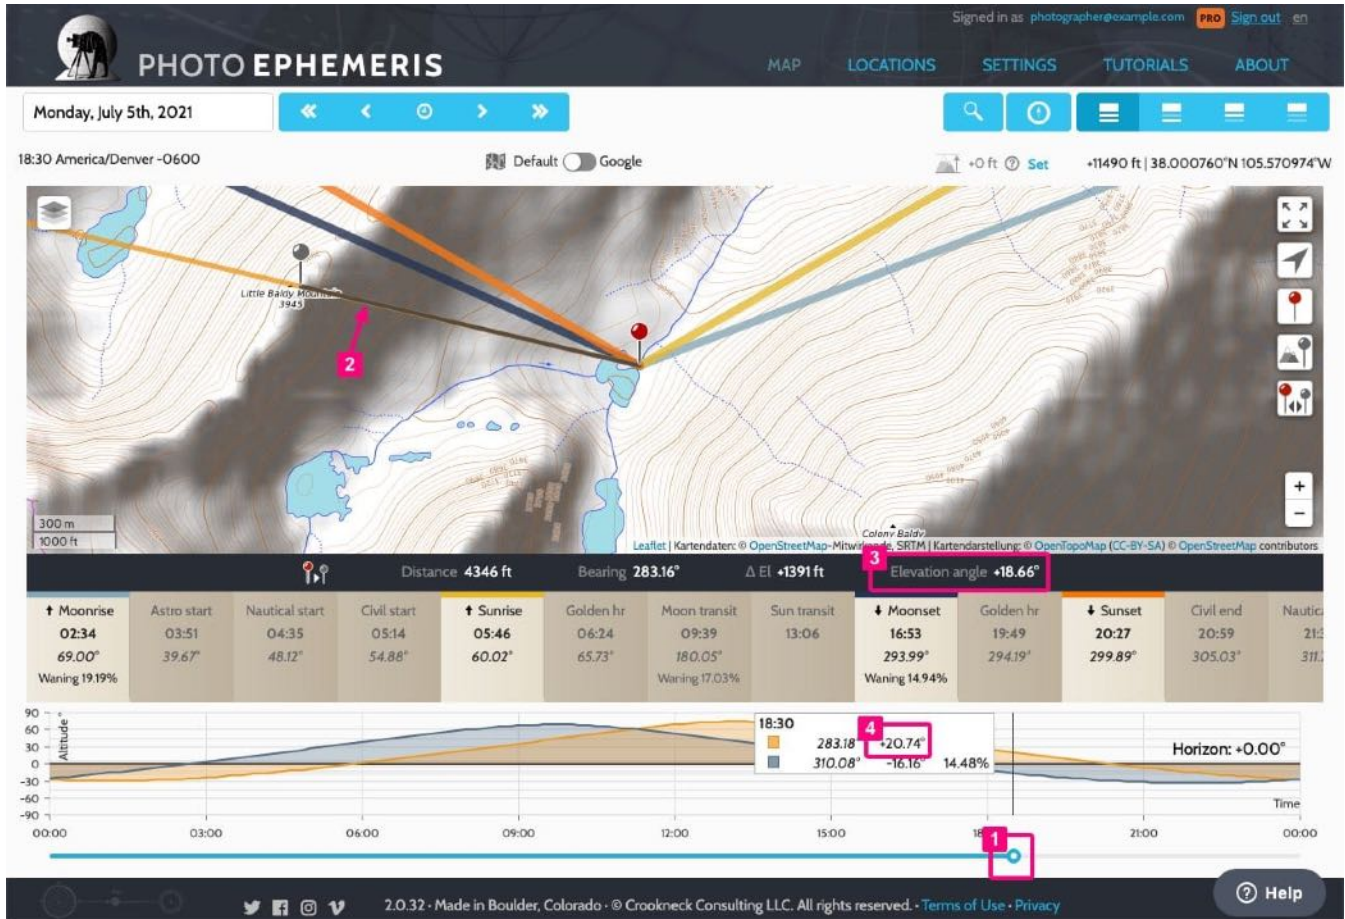 Signed in as photographer@example.com PRO Sign out en
PHOTO EPHEMERIS
MAP LOCATIONS SETTINGS TUTORIALS ABOUT
Monday, July 5th, 2021
18:30 America/Denver -0600
Default Google
+0 ft Set
+11490 ft | 38.000760°N 105.570974°W
Little Baldy
3945
2
300 m
1000 ft
Colony Baldy
Leaflet | Kartendaten: © OpenStreetMap-Mitwirkende, SRTM | Kartendarstellung: © OpenTopoMap (CC-BY-SA) © OpenStreetMap contributors
3
Distance 4346 ft Bearing 283.16° Δ El +1391 ft Elevation angle +18.66°
Moonrise Astro start Nautical start Civil start Sunrise Golden hr Moon transit Sun transit Moonset Golden hr Sunset Civil end
02:34 03:51 04:35 05:14 05:46 06:24 09:39 13:06 16:53 19:49 20:27 20:59
69.00° 39.67° 48.12° 54.88° 60.02° 65.73° 180.05° 293.99° 294.19° 299.89° 305.03°
Waning 19.19% Waning 17.03% Waning 14.94%
90
60
30
0
-30
-60
-90
Altitude °
18:30
4
283.18° +20.74°
310.08° -16.16° 14.48%
Horizon: +0.00°
Time
00:00 03:00 06:00 09:00 12:00 15:00 21:00 00:00
1
2.0.32 · Made in Boulder, Colorado · © Crookneck Consulting LLC. All rights reserved. · Terms of Use · Privacy
Help